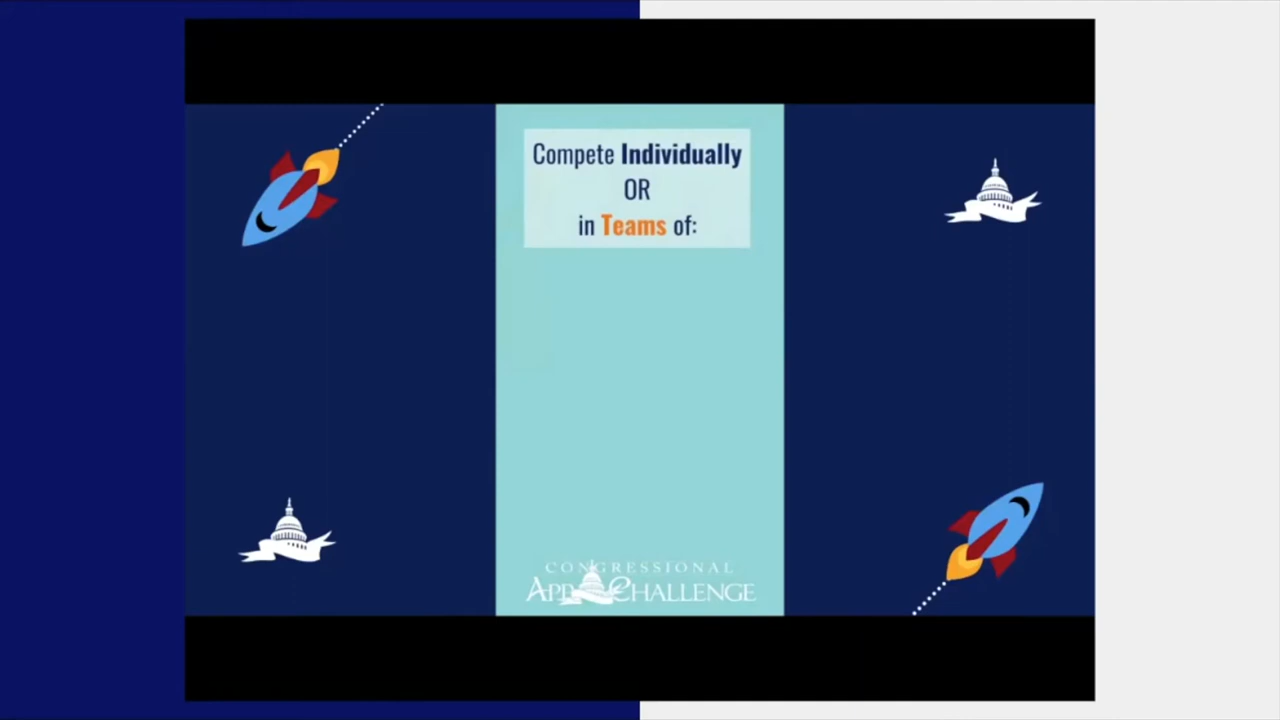 Compete Individually
OR
in Teams of:
CONGRESSIONAL
APP CHALLENGE